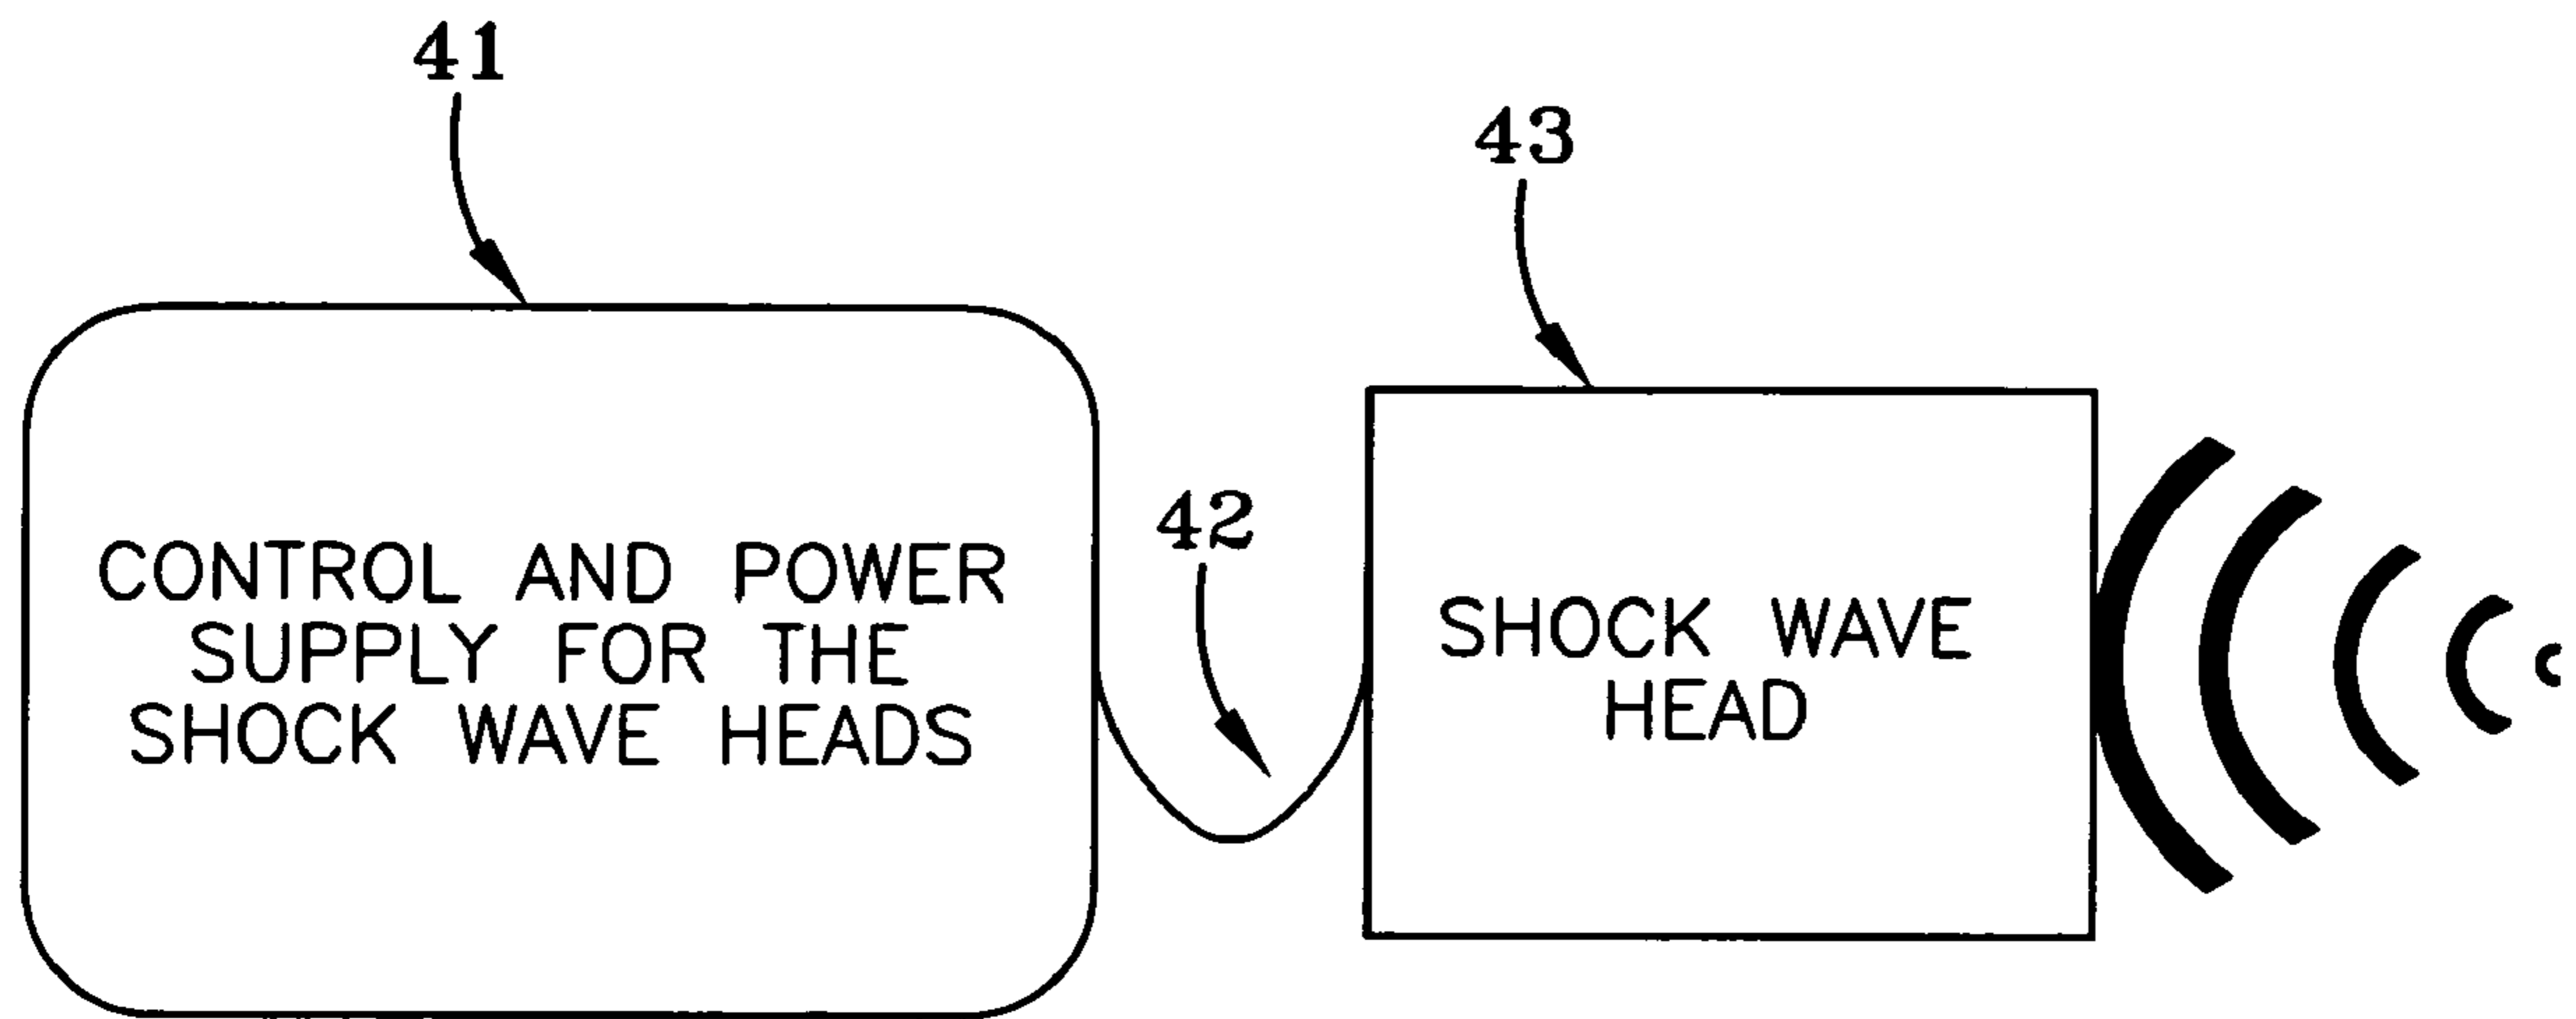 41
43
42
CONTROL AND POWER
SUPPLY FOR THE
SHOCK WAVE HEADS
SHOCK WAVE
HEAD